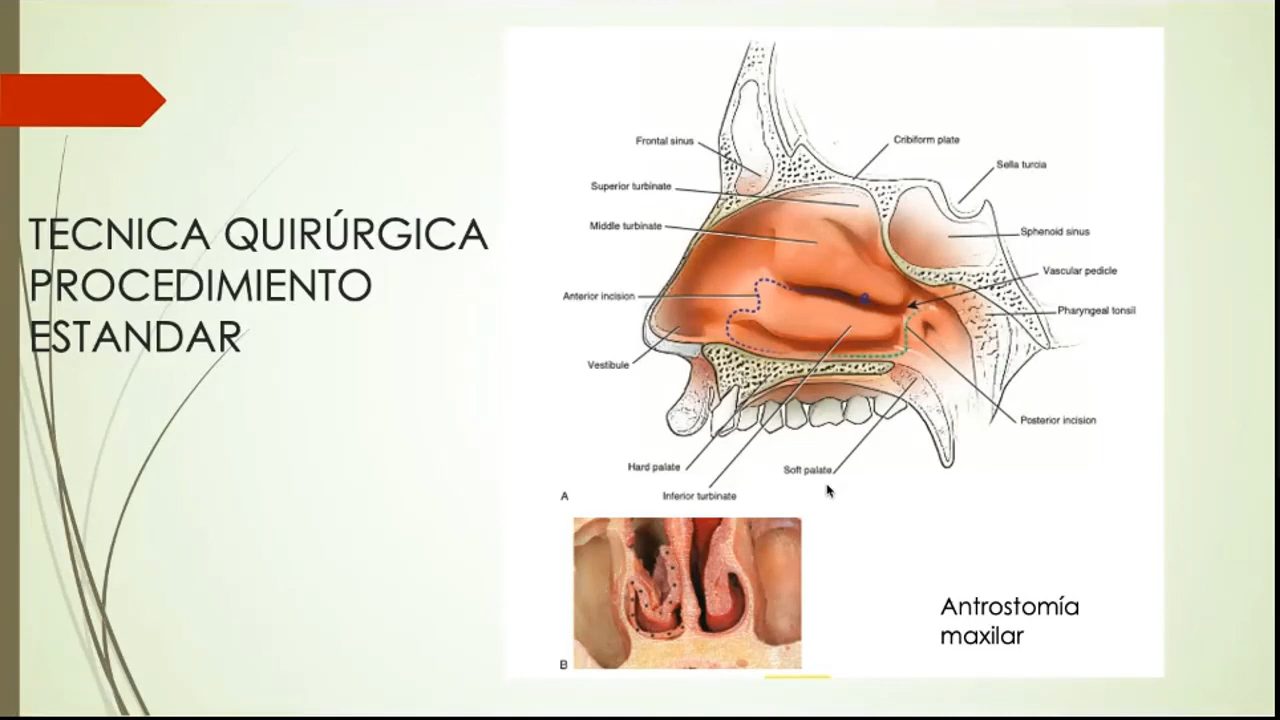 TECNICA QUIRÚRGICA
PROCEDIMIENTO
ESTANDAR
Frontal sinus
Cribiform plate
Sella turcia
Superior turbinate
Middle turbinate
Sphenoid sinus
Vascular pedicle
Anterior incision
Pharyngeal tonsil
Vestibule
Posterior incision
Hard palate
Soft palate
Inferior turbinate
A
B
Antrostomía
maxilar